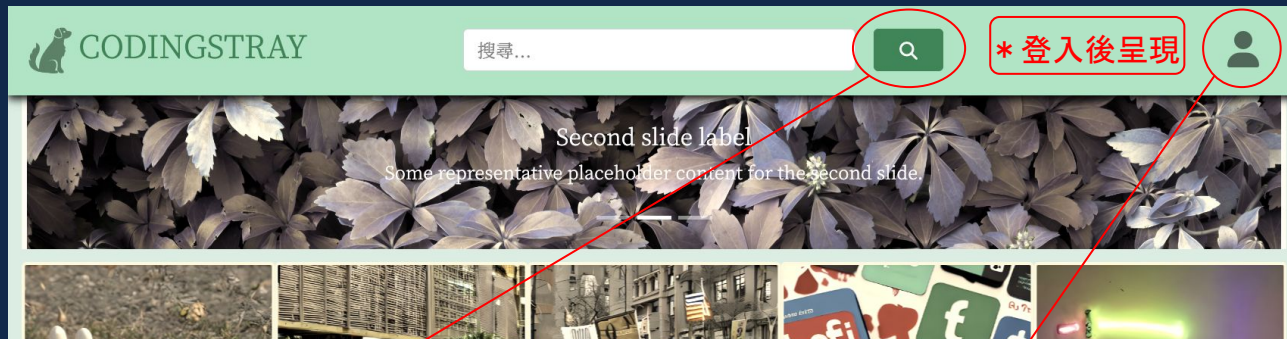 CODINGSTRAY
搜尋...
* 登入後呈現
Second slide label
Some representative placeholder content for the second slide.